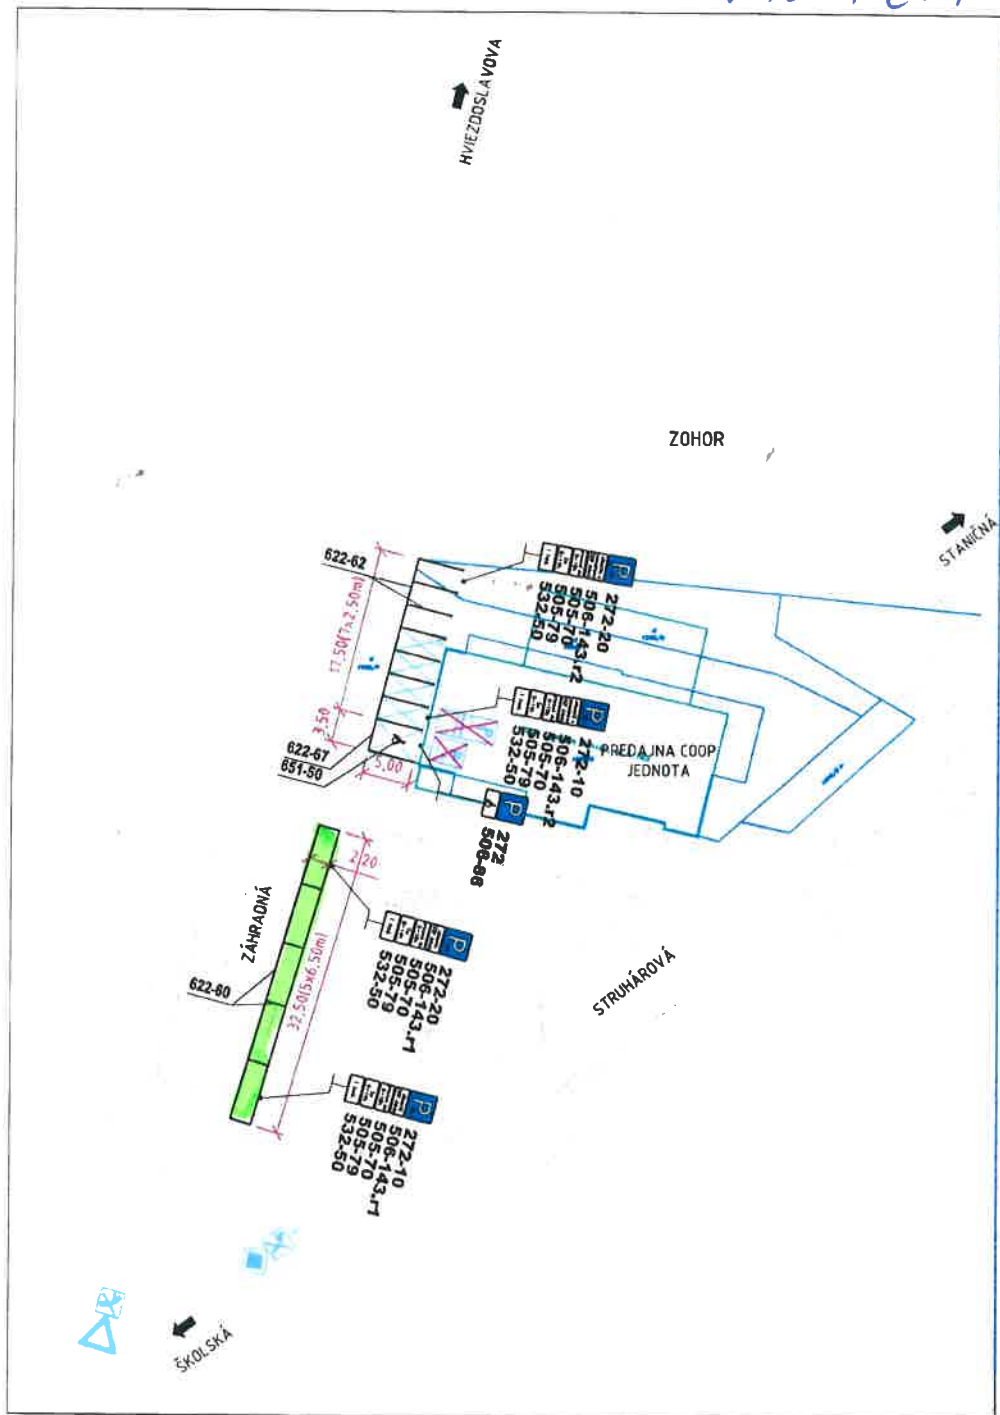 HVIEZDOSLAVOVA
ZOHOR
STANIČNÁ
622-62
17,50(7x2,50m)
3,50
622-67
651-50
5,00
P
272-20
506-143.r2
505-70
505-79
532-50
P
272-10
506-143.r2
505-70
505-79
532-50
PREDAJNA COOP
JEDNOTA
P
272
506-86
2,20
ZÁHRADNÁ
32,50(5x6,50m)
622-60
P
272-20
506-143.r1
505-70
505-79
532-50
STRUHÁROVÁ
P
272-10
506-143.r1
505-70
505-79
532-50
ŠKOLSKÁ